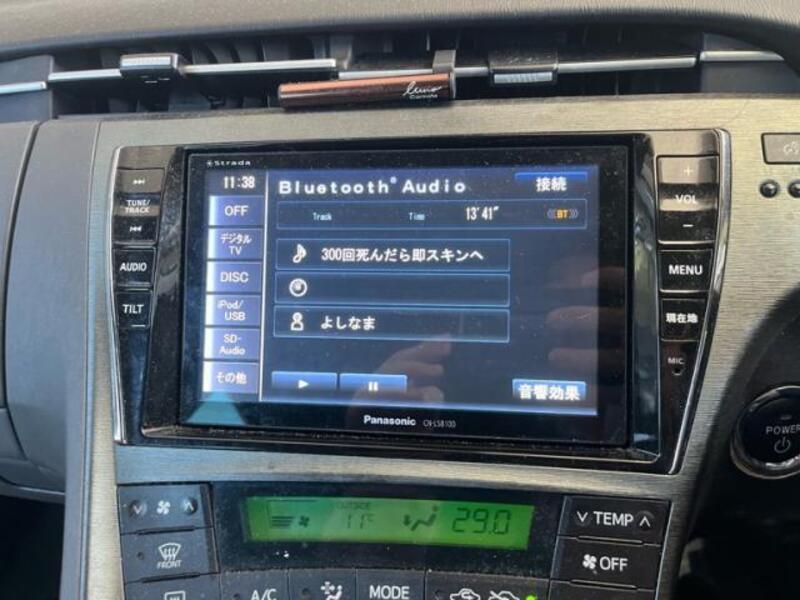 Luno
Carmate
Strada
11:38
Bluetooth® Audio
接続
Track
Time
13'41"
BT
OFF
デジタル
TV
DISC
iPod/
USB
SD-
Audio
その他
300回死んだら即スキンヘ
よしなま
音響効果
Panasonic
CN-LS810D
TUNE/
TRACK
AUDIO
TILT
+
VOL
−
MENU
現在地
MIC
POWER
OUTSIDE
11℃
29.0
TEMP
FRONT
OFF
A/C
MODE